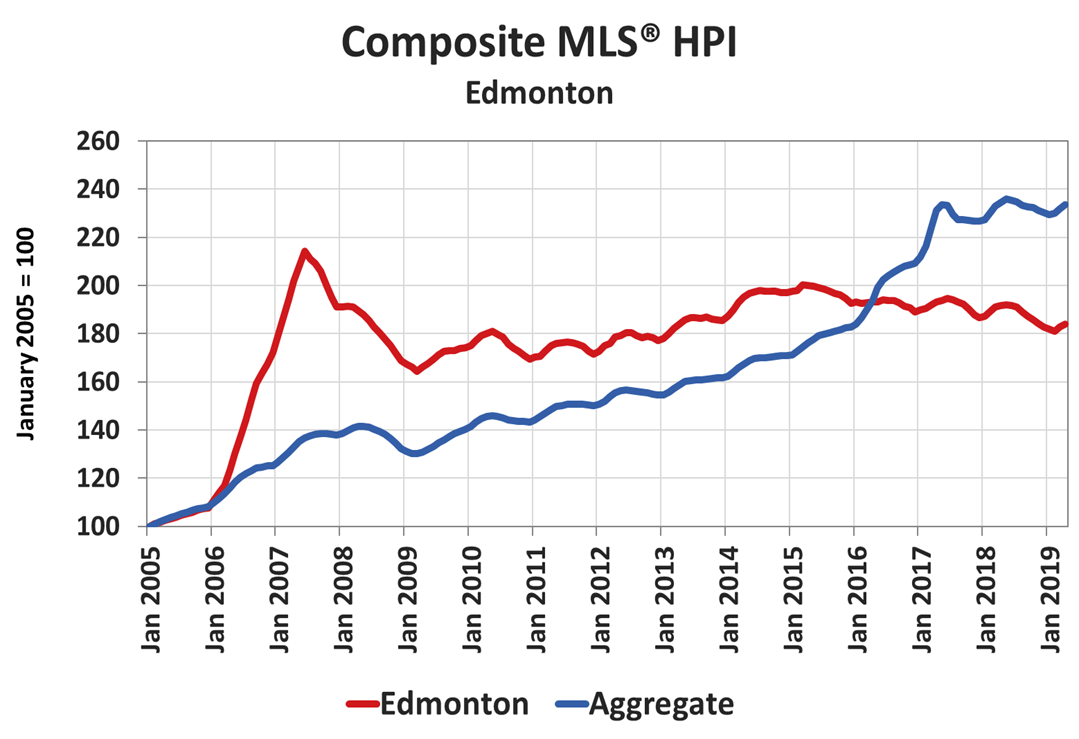 Composite MLS® HPI
Edmonton
January 2005 = 100
260
240
220
200
180
160
140
120
100
Jan 2005
Jan 2006
Jan 2007
Jan 2008
Jan 2009
Jan 2010
Jan 2011
Jan 2012
Jan 2013
Jan 2014
Jan 2015
Jan 2016
Jan 2017
Jan 2018
Jan 2019
Edmonton Aggregate